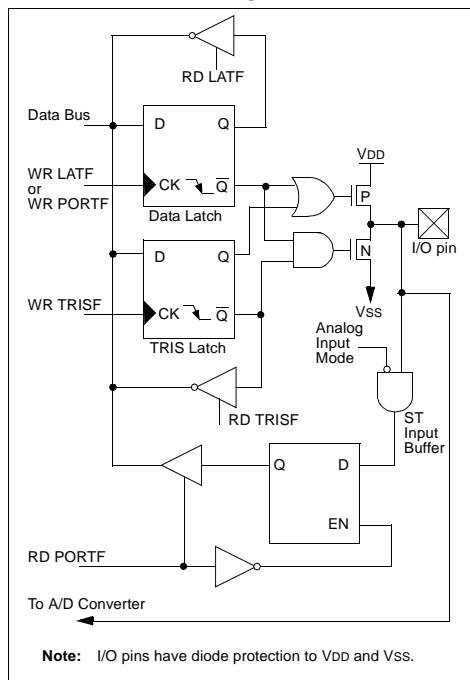 RD LATF
Data Bus
D Q
VDD
WR LATF
or
WR PORTF
CK Q
P
Data Latch
I/O pin
N
D Q
WR TRISF
CK Q
VSS
TRIS Latch
Analog
Input
Mode
RD TRISF
ST
Input
Buffer
Q D
EN
RD PORTF
To A/D Converter
Note: I/O pins have diode protection to VDD and VSS.